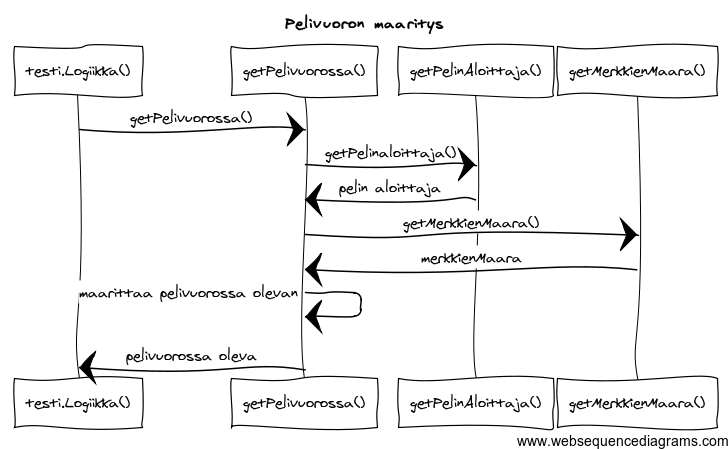 Pelivuoron maaritys
testi.Logiikka() getPelivuorossa() getPelinAloittaja() getMerkkienMaara()
getPelivuorossa()
getPelinaloittaja()
pelin aloittaja
getMerkkienMaara()
merkkienMaara
maarittaa pelivuorossa olevan
pelivuorossa oleva
testi.Logiikka() getPelivuorossa() getPelinAloittaja() getMerkkienMaara()
www.websequencediagrams.com